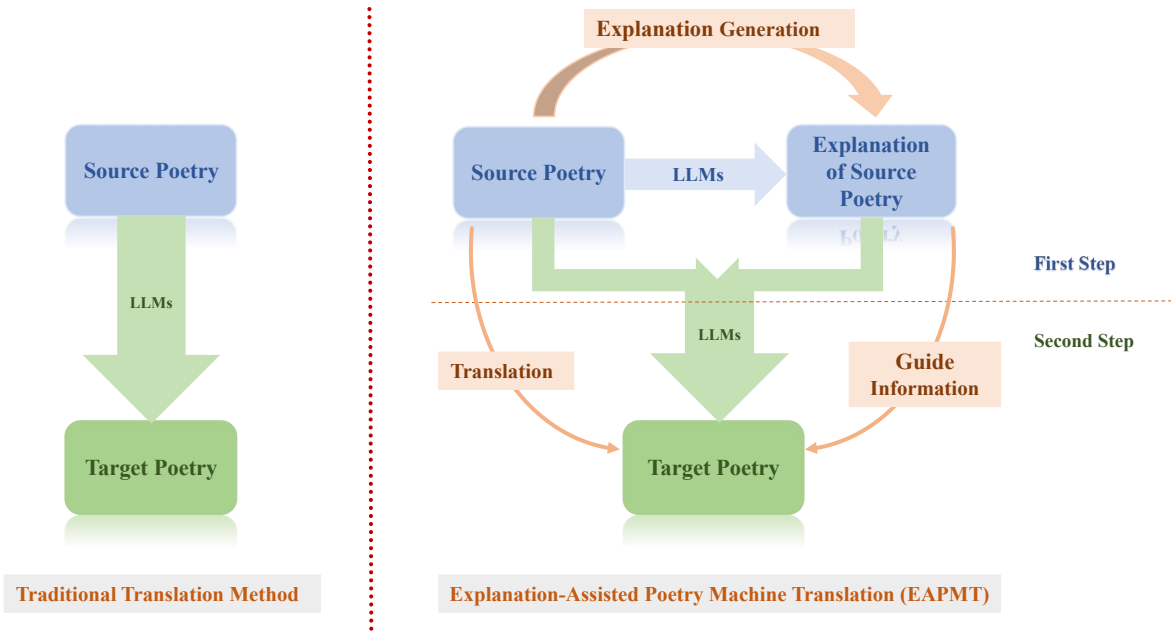 Source Poetry
LLMs
Target Poetry
Traditional Translation Method
Explanation Generation
Source Poetry
LLMs
Explanation
of Source
Poetry
First Step
Second Step
LLMs
Translation
Guide
Information
Target Poetry
Explanation-Assisted Poetry Machine Translation (EAPMT)